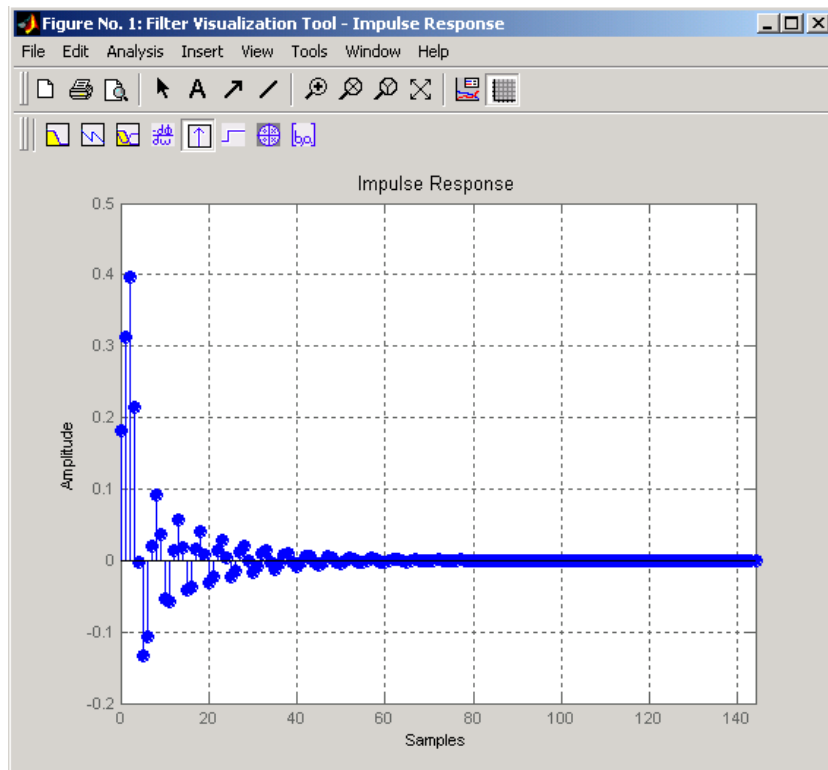 Figure No. 1: Filter Visualization Tool - Impulse Response
File Edit Analysis Insert View Tools Window Help
A
[b,a]
Impulse Response
0.5
0.4
0.3
0.2
0.1
0
-0.1
-0.2
Amplitude
0 20 40 60 80 100 120 140
Samples